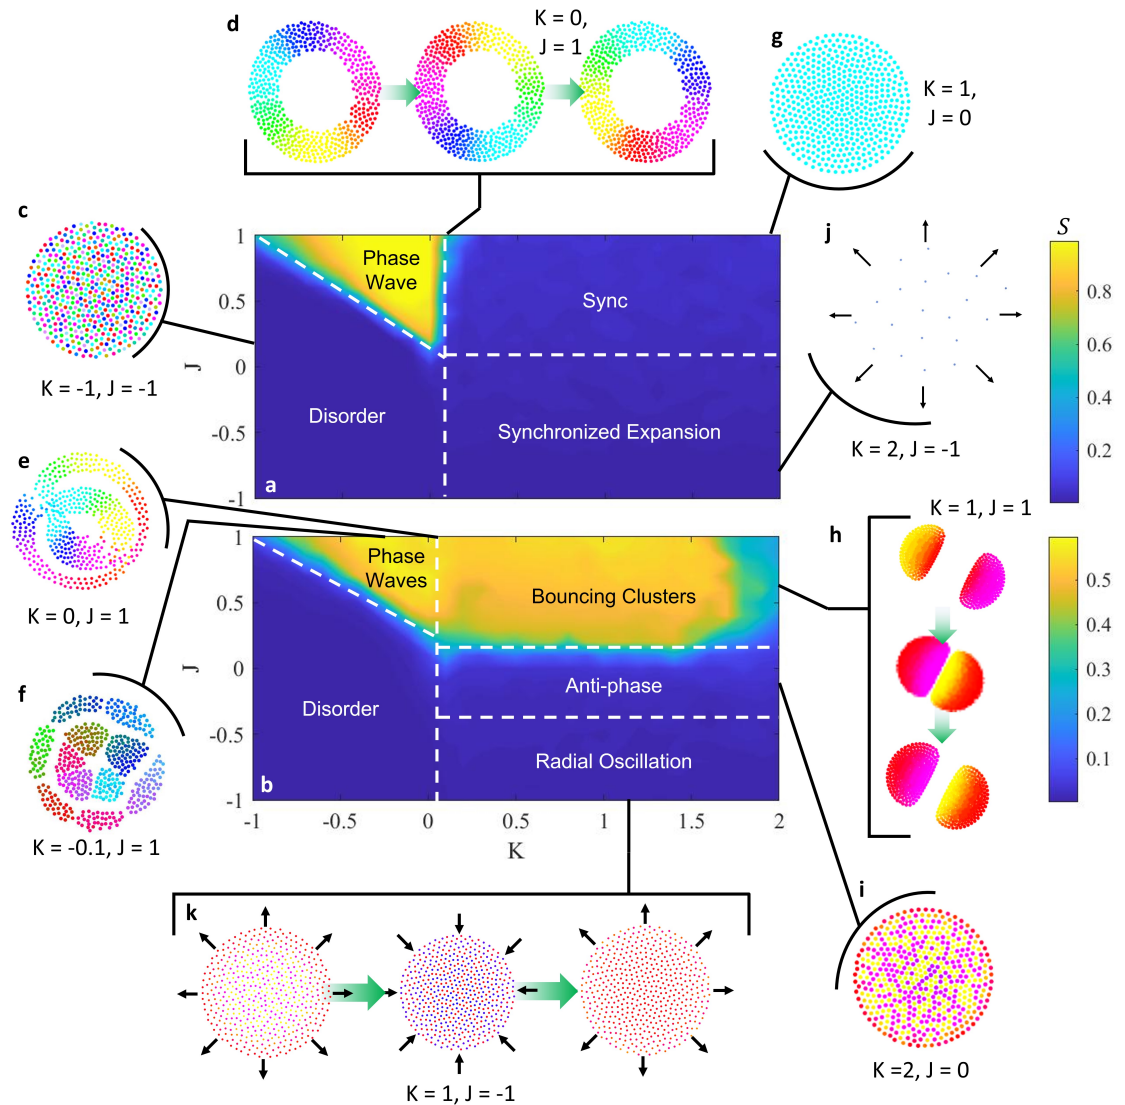 d
K = 0,
J = 1
g
K = 1,
J = 0
c
K = -1, J = -1
1
0.5
0
-0.5
-1
J
Phase
Wave
Sync
Disorder
Synchronized Expansion
a
j
K = 2, J = -1
S
0.8
0.6
0.4
0.2
e
K = 0, J = 1
f
K = -0.1, J = 1
1
0.5
0
-0.5
-1
J
Phase
Waves
Bouncing Clusters
Anti-phase
Disorder
Radial Oscillation
b
-1
-0.5
0
0.5
1
1.5
2
K
h
K = 1, J = 1
0.5
0.4
0.3
0.2
0.1
i
K =2, J = 0
k
K = 1, J = -1